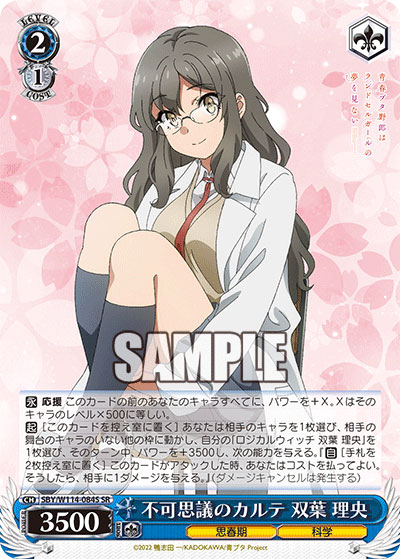 LEVEL
2
1
COST
青春ブタ野郎は
ランドセルガールの
夢を見ない
SAMPLE
永 応援 このカードの前のあなたのキャラすべてに、パワーを+X。Xはその
キャラのレベル×500に等しい。
起 [このカードを控え室に置く] あなたは相手のキャラを1枚選び、相手の
舞台のキャラのいない他の枠に動かし、自分の「ロジカルウィッチ 双葉 理央」を
1枚選び、そのターン中、パワーを+3500し、次の能力を与える。『自 [手札を
2枚控え室に置く] このカードがアタックした時、あなたはコストを払ってよい。
そうしたら、相手に1ダメージを与える。』(ダメージキャンセルは発生する)
CH SBY/W114-084S SR
不可思議のカルテ 双葉 理央
3500
思春期
科学
©2022 鴨志田 一/KADOKAWA/青ブタ Project